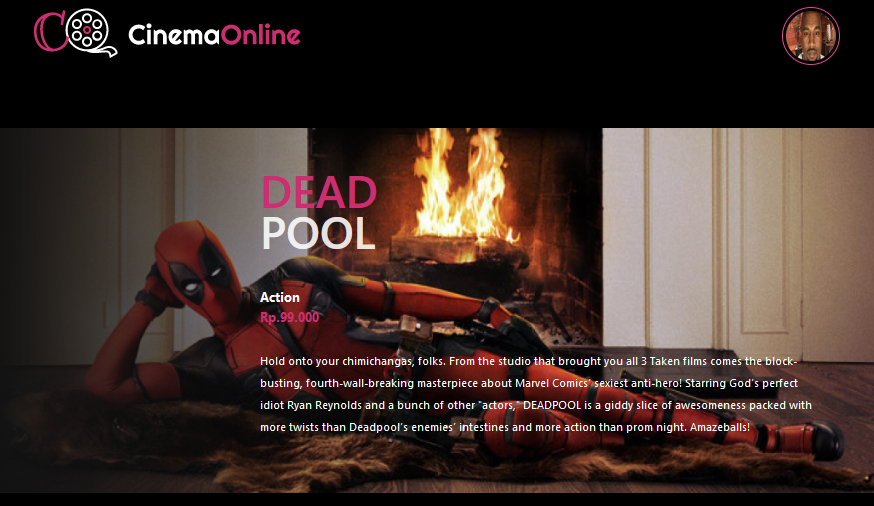 CinemaOnline
DEAD
POOL
Action
Rp.99.000
Hold onto your chimichangas, folks. From the studio that brought you all 3 Taken films comes the block-
busting, fourth-wall-breaking masterpiece about Marvel Comics' sexiest anti-hero! Starring God's perfect
idiot Ryan Reynolds and a bunch of other "actors," DEADPOOL is a giddy slice of awesomeness packed with
more twists than Deadpool's enemies' intestines and more action than prom night. Amazeballs!